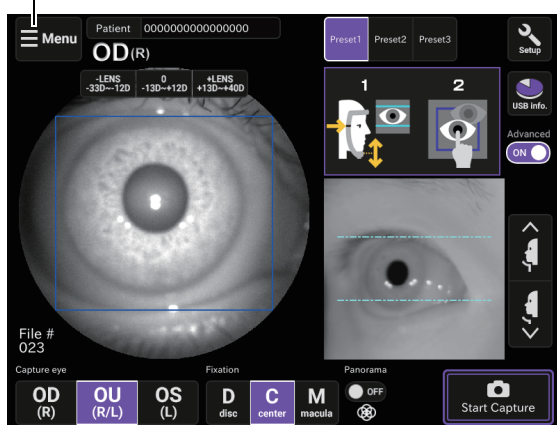 Menu
Patient 0000000000000000
OD(R)
-LENS
-33D~-12D
0
-13D~+12D
+LENS
+13D~+40D
Preset1
Preset2
Preset3
Setup
1
2
USB info.
Advanced
ON
File #
023
Capture eye
OD
(R)
OU
(R/L)
OS
(L)
Fixation
D
disc
C
center
M
macula
Panorama
OFF
Start Capture